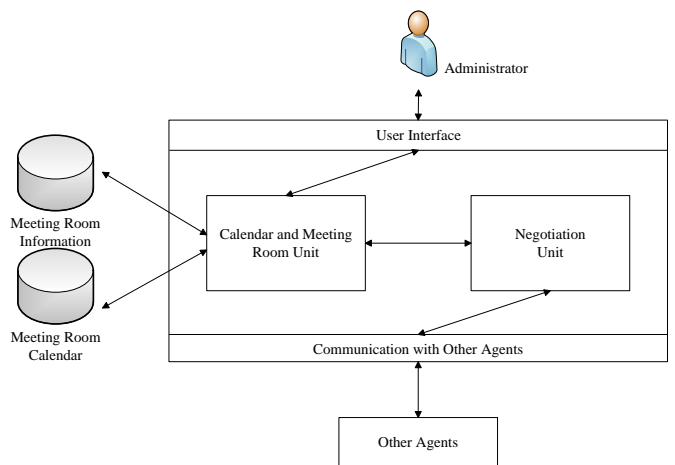 Administrator
User Interface
Meeting Room
Information
Calendar and Meeting
Room Unit
Negotiation
Unit
Meeting Room
Calendar
Communication with Other Agents
Other Agents